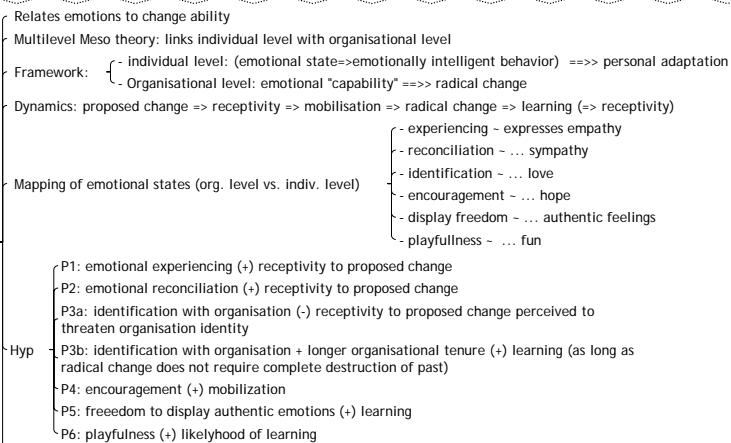 Relates emotions to change ability
Multilevel Meso theory: links individual level with organisational level
Framework:
- individual level: (emotional state=>emotionally intelligent behavior) ==>> personal adaptation
- Organisational level: emotional "capability" ==>> radical change
Dynamics: proposed change => receptivity => mobilisation => radical change => learning (=> receptivity)
Mapping of emotional states (org. level vs. indiv. level)
- experiencing ~ expresses empathy
- reconciliation ~ ... sympathy
- identification ~ ... love
- encouragement ~ ... hope
- display freedom ~ ... authentic feelings
- playfullness ~ ... fun
Hyp
P1: emotional experiencing (+) receptivity to proposed change
P2: emotional reconciliation (+) receptivity to proposed change
P3a: identification with organisation (-) receptivity to proposed change perceived to
threaten organisation identity
P3b: identification with organisation + longer organisational tenure (+) learning (as long as
radical change does not require complete destruction of past)
P4: encouragement (+) mobilization
P5: freeedom to display authentic emotions (+) learning
P6: playfulness (+) likelyhood of learning